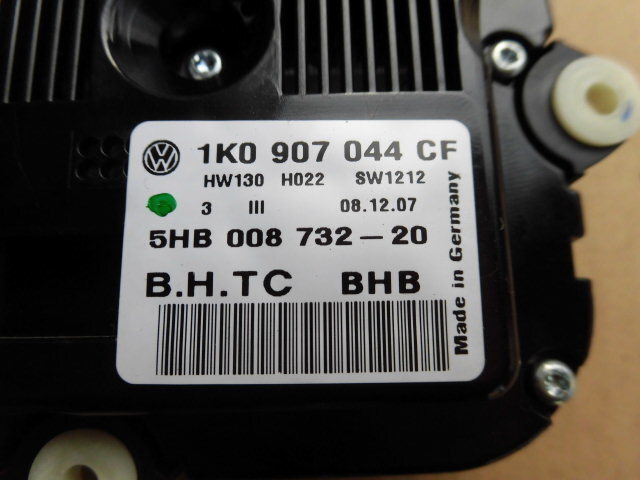 1K0 907 044 CF
HW130 H022 SW1212
3 III 08.12.07
5HB 008 732-20
B.H.TC BHB
Made in Germany